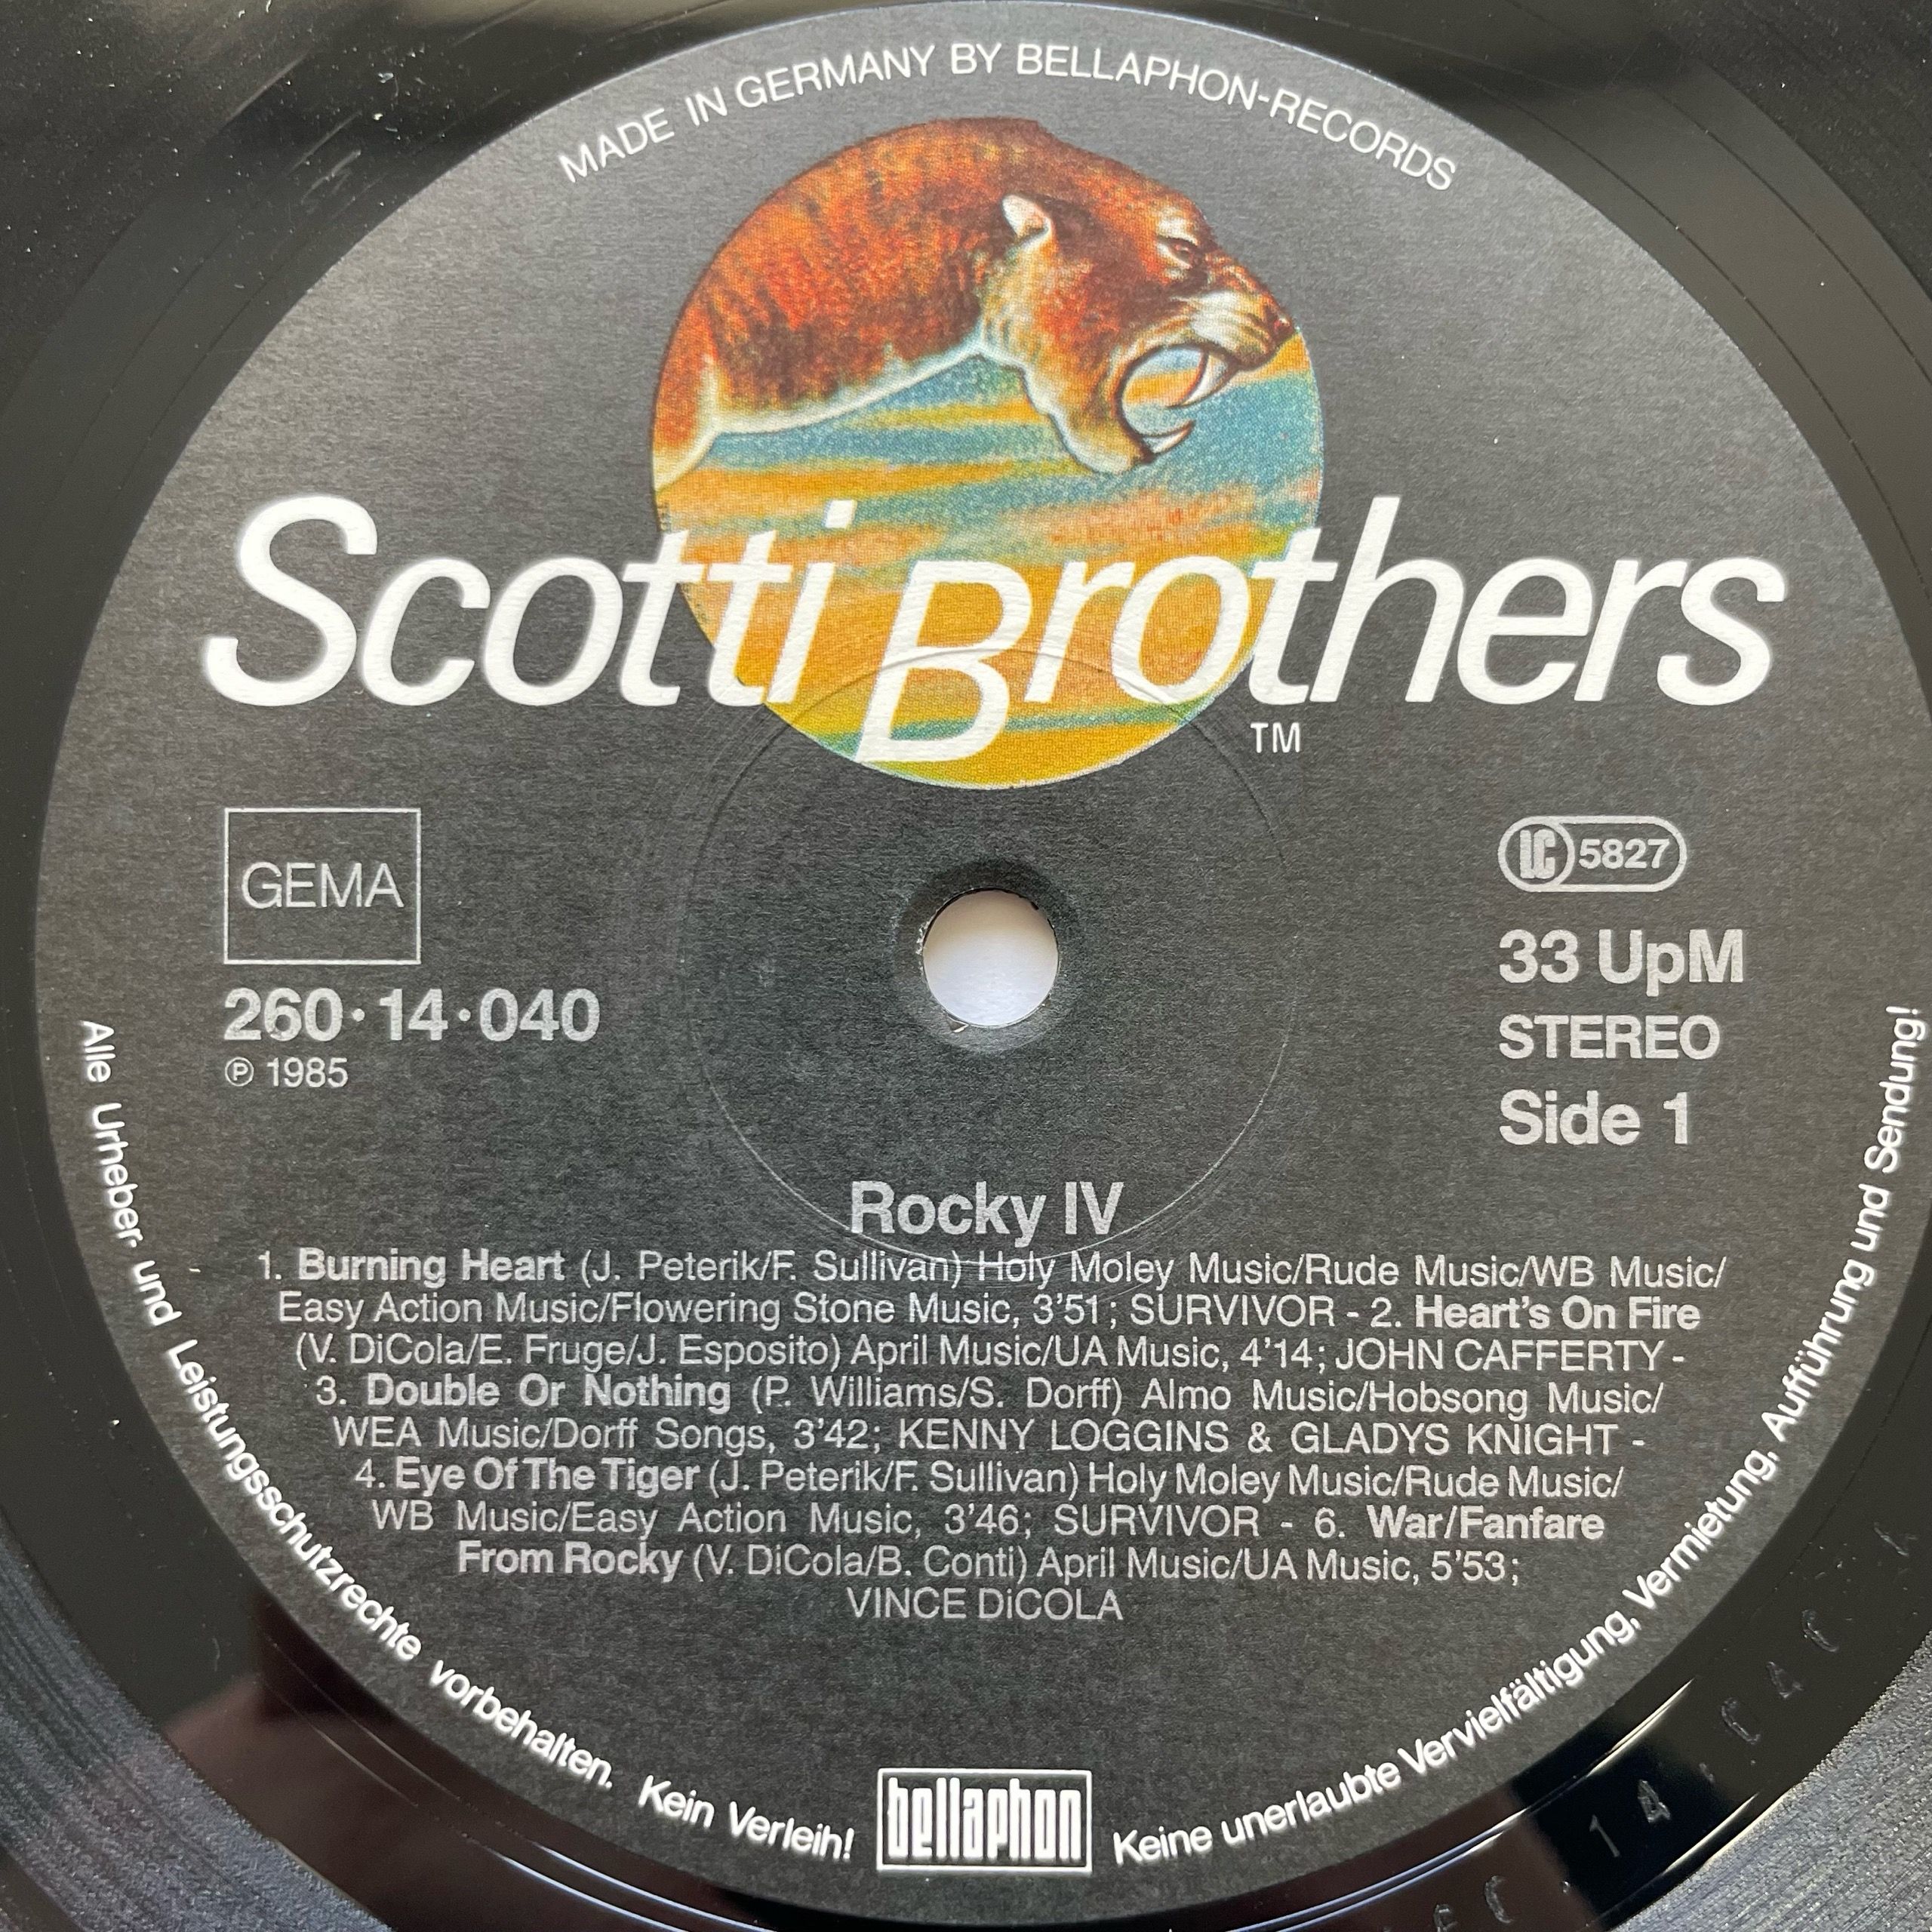 MADE IN GERMANY BY BELLAPHON-RECORDS
Scotti Brothers
TM
GEMA
260·14·040
℗ 1985
LC 5827
33 UpM
STEREO
Side 1
Rocky IV
1. Burning Heart (J. Peterik/F. Sullivan) Holy Moley Music/Rude Music/WB Music/
Easy Action Music/Flowering Stone Music, 3'51; SURVIVOR - 2. Heart's On Fire
(V. DiCola/E. Fruge/J. Esposito) April Music/UA Music, 4'14; JOHN CAFFERTY -
3. Double Or Nothing (P. Williams/S. Dorff) Almo Music/Hobsong Music/
WEA Music/Dorff Songs, 3'42; KENNY LOGGINS & GLADYS KNIGHT -
4. Eye Of The Tiger (J. Peterik/F. Sullivan) Holy Moley Music/Rude Music/
WB Music/Easy Action Music, 3'46; SURVIVOR - 6. War/Fanfare
From Rocky (V. DiCola/B. Conti) April Music/UA Music, 5'53;
VINCE DiCOLA
Alle Urheber- und Leistungsschutzrechte vorbehalten. Kein Verleih!
bellaphon
Keine unerlaubte Vervielfältigung, Vermietung, Aufführung und Sendung!